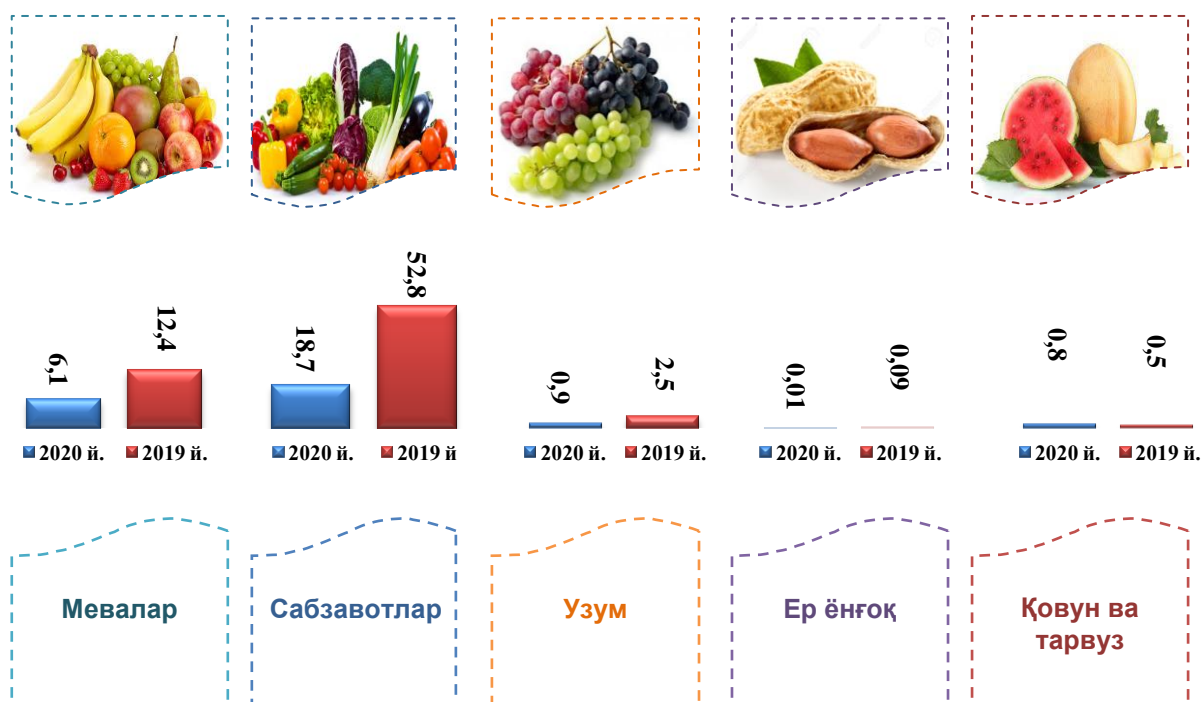 6,1
12,4
18,7
52,8
0,9
2,5
0,01
0,09
0,8
0,5
2020 й. 2019 й.
2020 й. 2019 й
2020 й. 2019 й.
2020 й. 2019 й.
2020 й. 2019 й.
Мевалар
Сабзавотлар
Узум
Ер ёнғоқ
Қовун ва
тарвуз